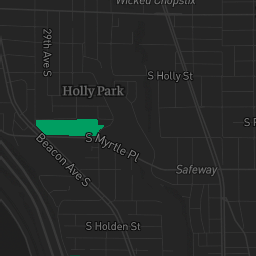 Wicked Chopstix
29th Ave S
S Holly St
Holly Park
S R
S Myrtle Pl
Beacon Ave S
Safeway
S Holden St